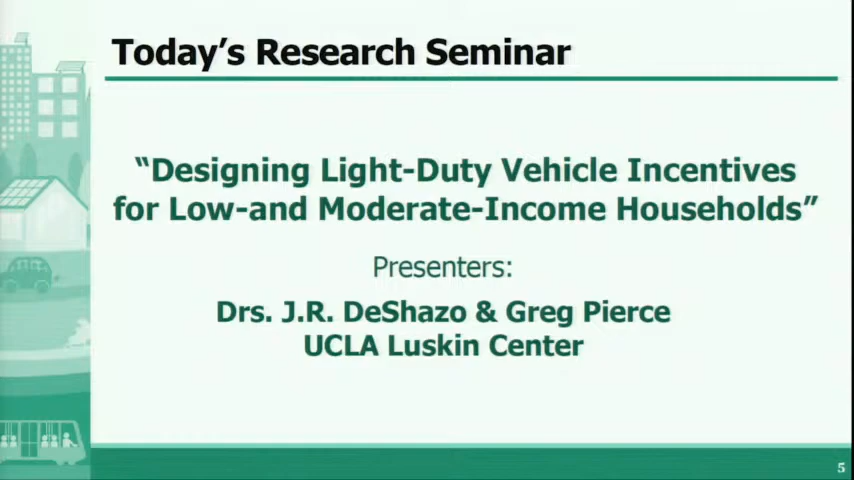 Today's Research Seminar
“Designing Light-Duty Vehicle Incentives
for Low-and Moderate-Income Households”
Presenters:
Drs. J.R. DeShazo & Greg Pierce
UCLA Luskin Center
5